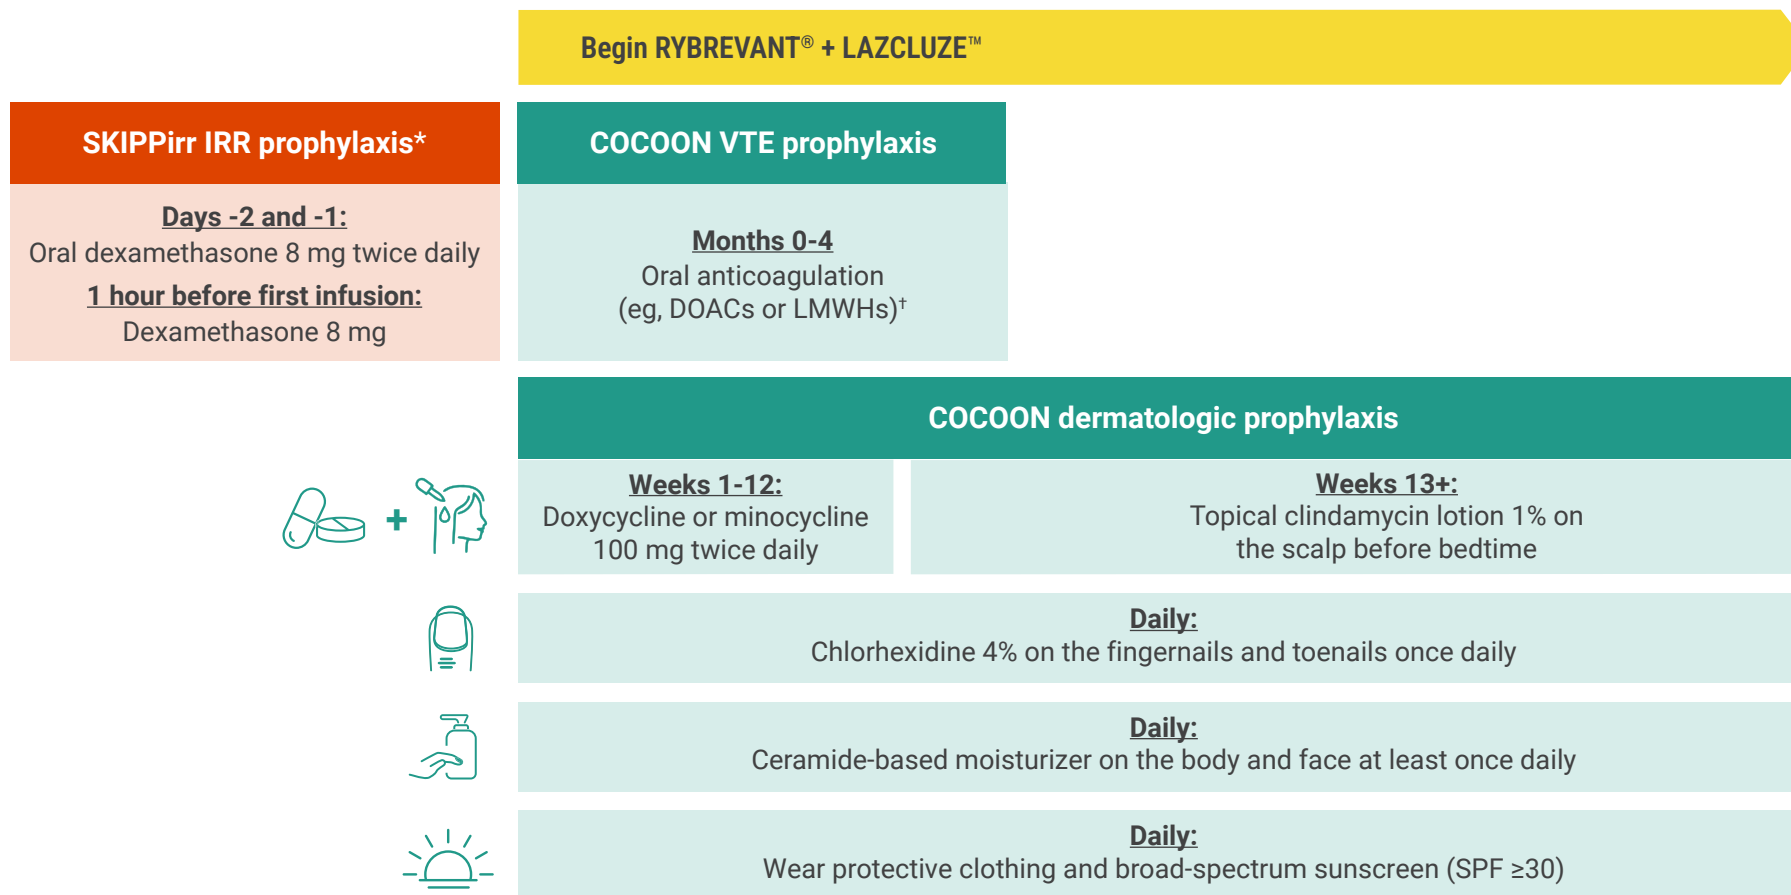 Begin RYBREVANT® + LAZCLUZE™
SKIPPirr IRR prophylaxis*
Days -2 and -1:
Oral dexamethasone 8 mg twice daily
1 hour before first infusion:
Dexamethasone 8 mg
COCOON VTE prophylaxis
Months 0-4
Oral anticoagulation
(eg, DOACs or LMWHs)†
COCOON dermatologic prophylaxis
Weeks 1-12:
Doxycycline or minocycline
100 mg twice daily
Weeks 13+:
Topical clindamycin lotion 1% on
the scalp before bedtime
Daily:
Chlorhexidine 4% on the fingernails and toenails once daily
Daily:
Ceramide-based moisturizer on the body and face at least once daily
Daily:
Wear protective clothing and broad-spectrum sunscreen (SPF ≥30)